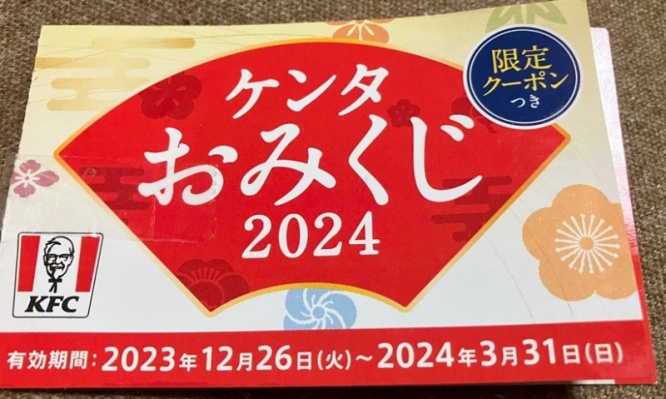 限定
クーポン
つき
ケンタ
おみくじ
2024
KFC
有効期間：2023年12月26日(火)～2024年3月31日(日)